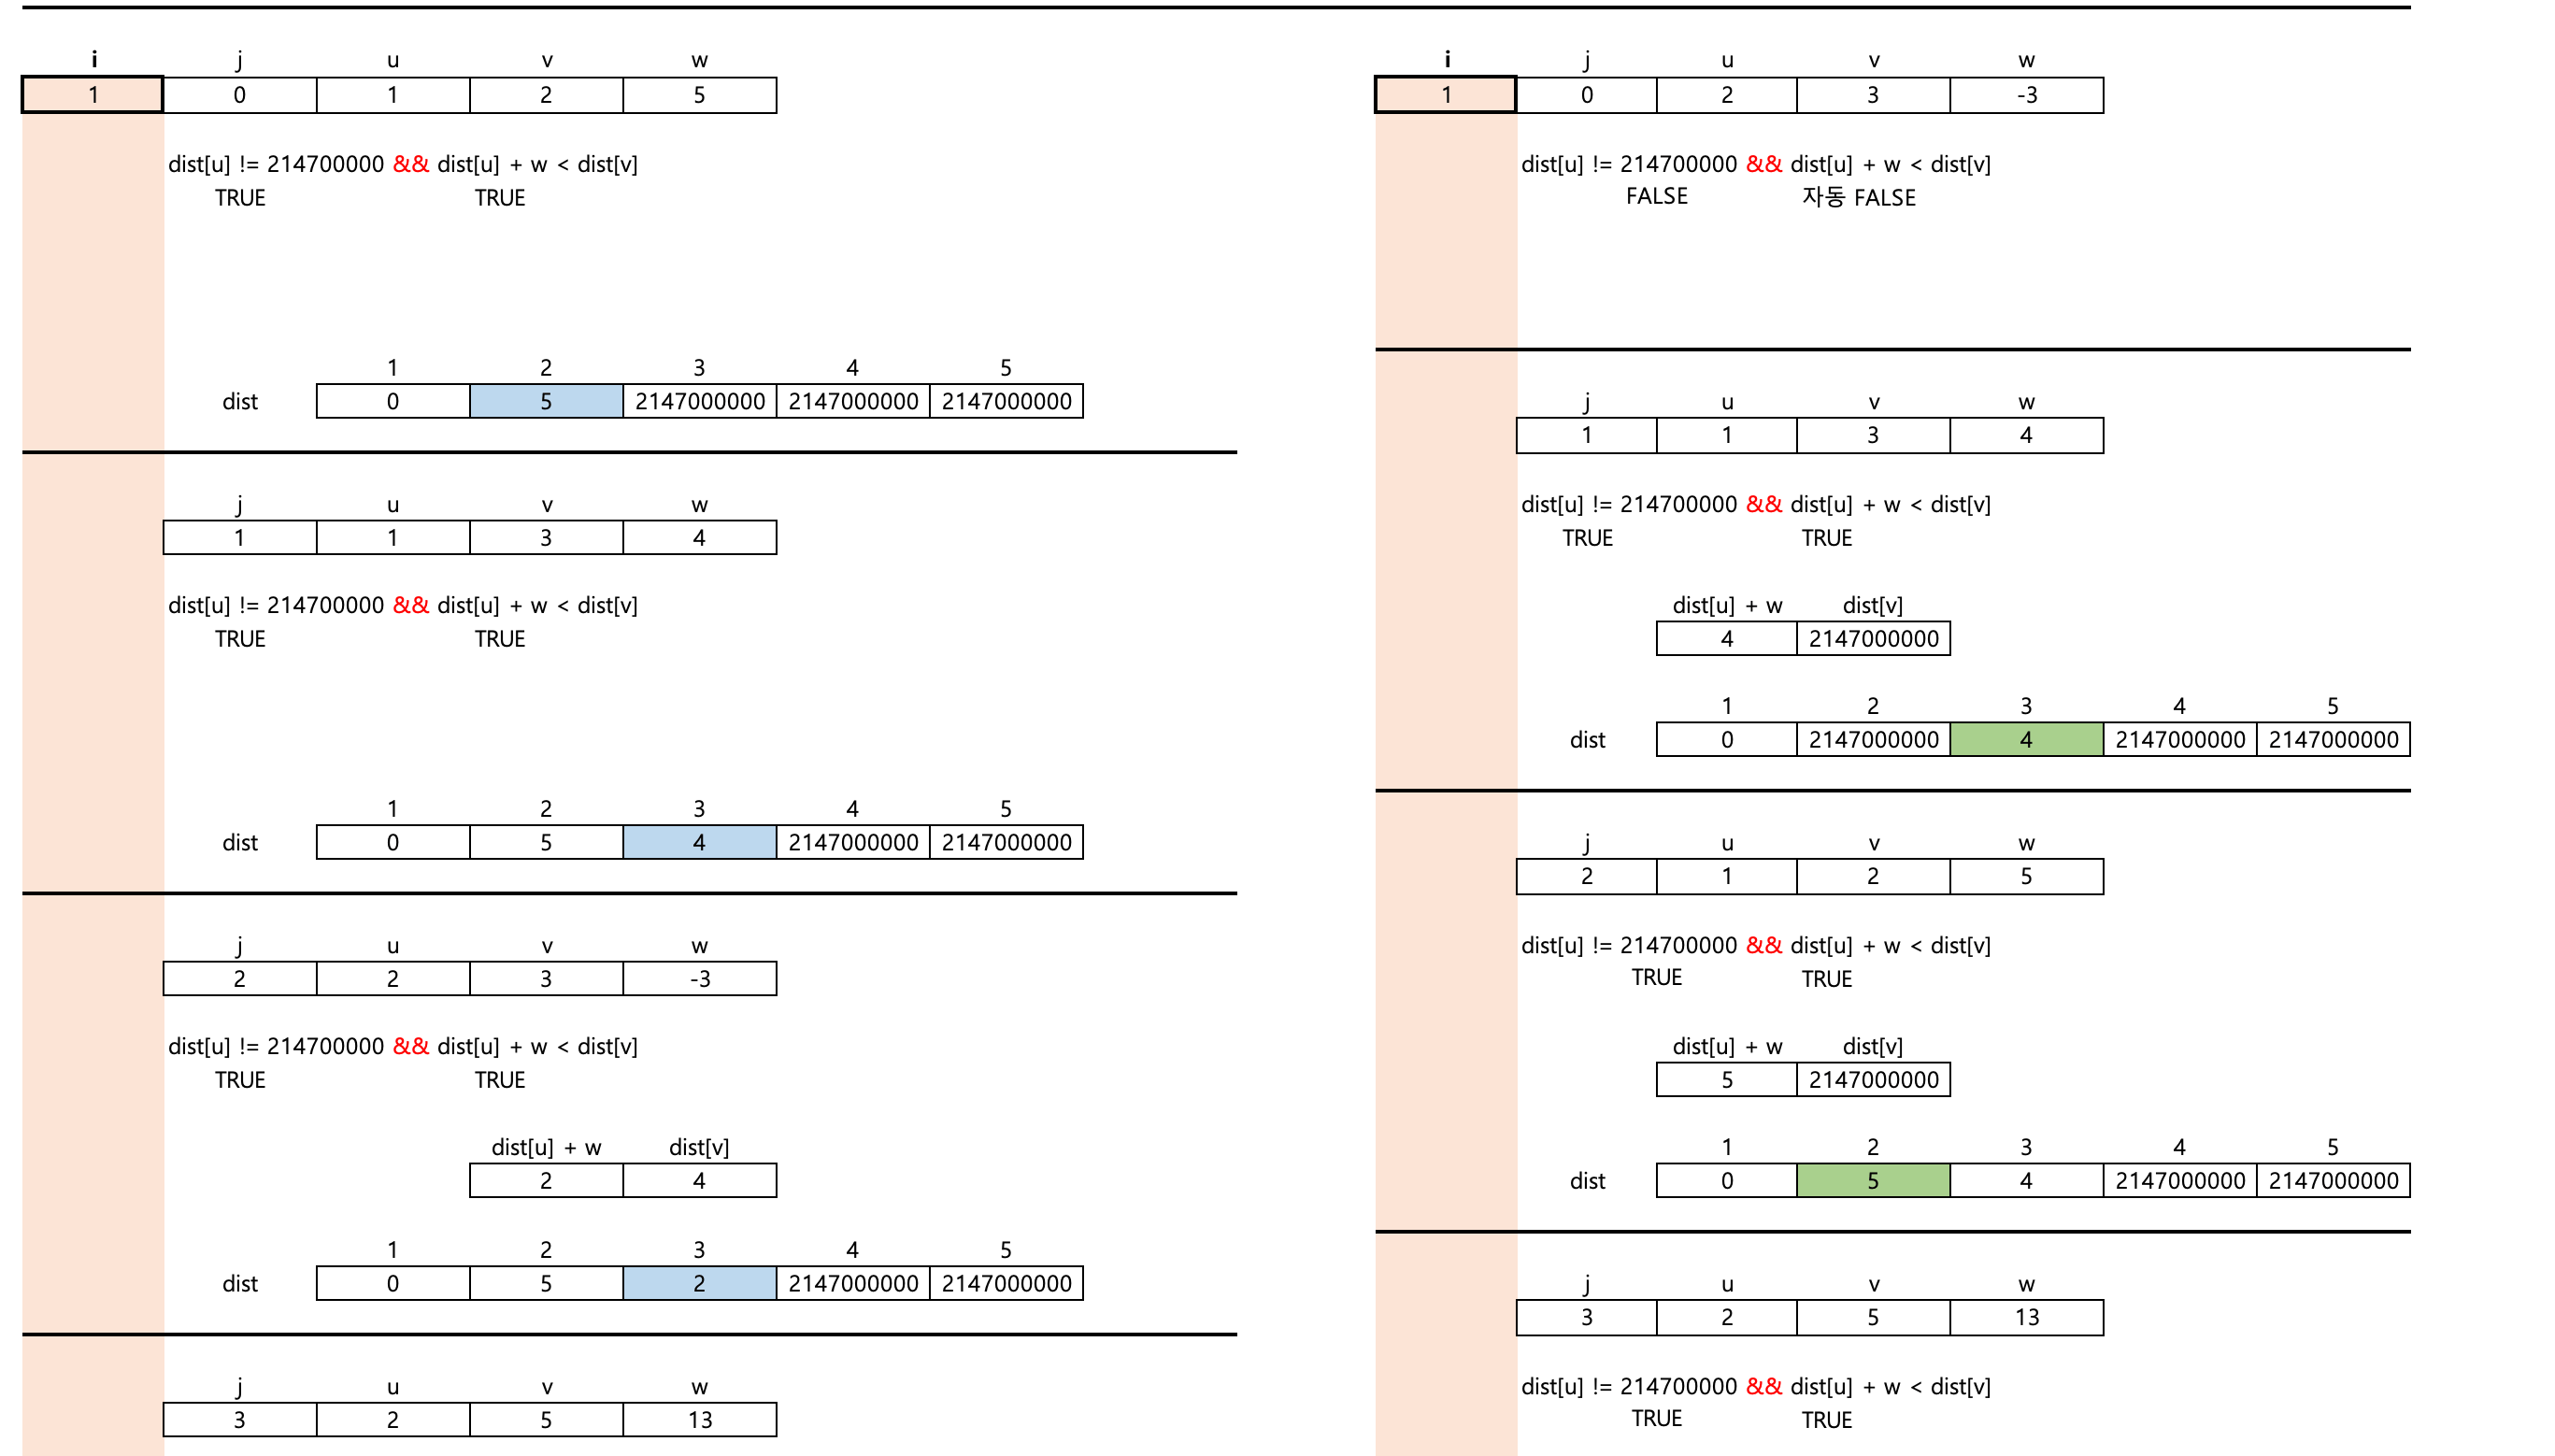 i j u v w
1 0 1 2 5
dist[u] != 214700000 && dist[u] + w < dist[v]
TRUE TRUE
1 2 3 4 5
dist 0 5 2147000000 2147000000 2147000000
j u v w
1 1 3 4
dist[u] != 214700000 && dist[u] + w < dist[v]
TRUE TRUE
1 2 3 4 5
dist 0 5 4 2147000000 2147000000
j u v w
2 2 3 -3
dist[u] != 214700000 && dist[u] + w < dist[v]
TRUE TRUE
dist[u] + w dist[v]
2 4
1 2 3 4 5
dist 0 5 2 2147000000 2147000000
j u v w
3 2 5 13
i j u v w
1 0 2 3 -3
dist[u] != 214700000 && dist[u] + w < dist[v]
FALSE 자동 FALSE
j u v w
1 1 3 4
dist[u] != 214700000 && dist[u] + w < dist[v]
TRUE TRUE
dist[u] + w dist[v]
4 2147000000
1 2 3 4 5
dist 0 2147000000 4 2147000000 2147000000
j u v w
2 1 2 5
dist[u] != 214700000 && dist[u] + w < dist[v]
TRUE TRUE
dist[u] + w dist[v]
5 2147000000
1 2 3 4 5
dist 0 5 4 2147000000 2147000000
j u v w
3 2 5 13
dist[u] != 214700000 && dist[u] + w < dist[v]
TRUE TRUE